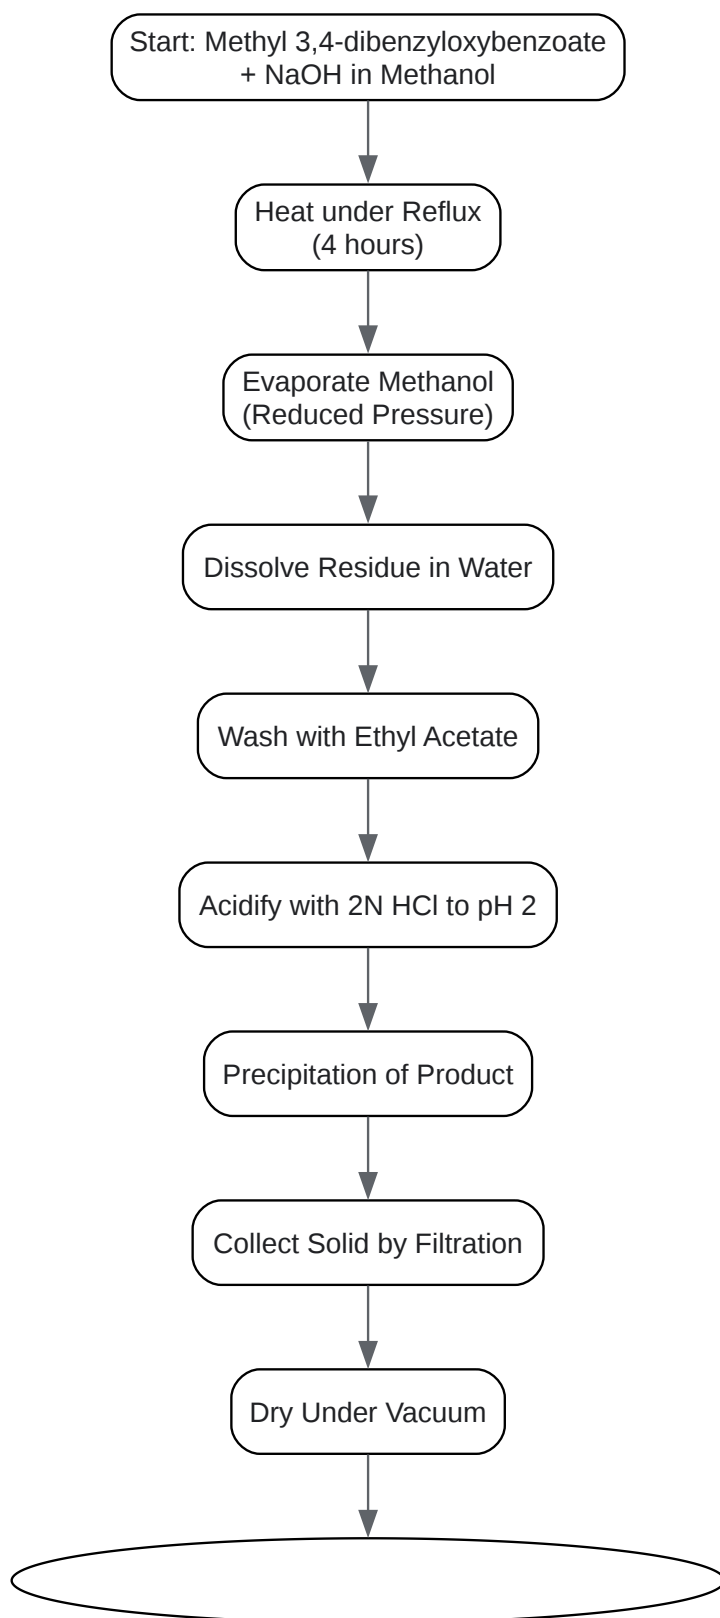 Start: Methyl 3,4-dibenzyloxybenzoate
+ NaOH in Methanol
Heat under Reflux
(4 hours)
Evaporate Methanol
(Reduced Pressure)
Dissolve Residue in Water
Wash with Ethyl Acetate
Acidify with 2N HCl to pH 2
Precipitation of Product
Collect Solid by Filtration
Dry Under Vacuum